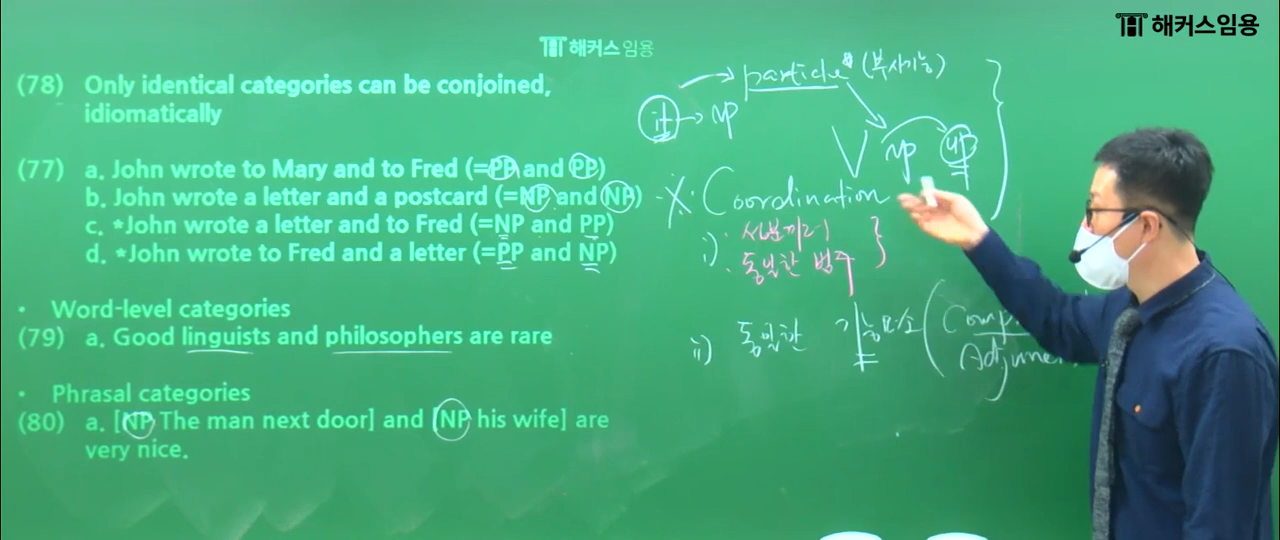 해커스임용
해커스임용
(78) Only identical categories can be conjoined,
idiomatically
(77) a. John wrote to Mary and to Fred (=PP and PP)
b. John wrote a letter and a postcard (=NP and NP)
c. *John wrote a letter and to Fred (=NP and PP)
d. *John wrote to Fred and a letter (=PP and NP)
• Word-level categories
(79) a. Good linguists and philosophers are rare
• Phrasal categories
(80) a. [NP The man next door] and [NP his wife] are
very nice.
particle (부사기능)
it → NP
V NP up
※ Coordination
i) 성분끼리
동일한 범주
ii) 동일한 기능 (Comp
Adjunct